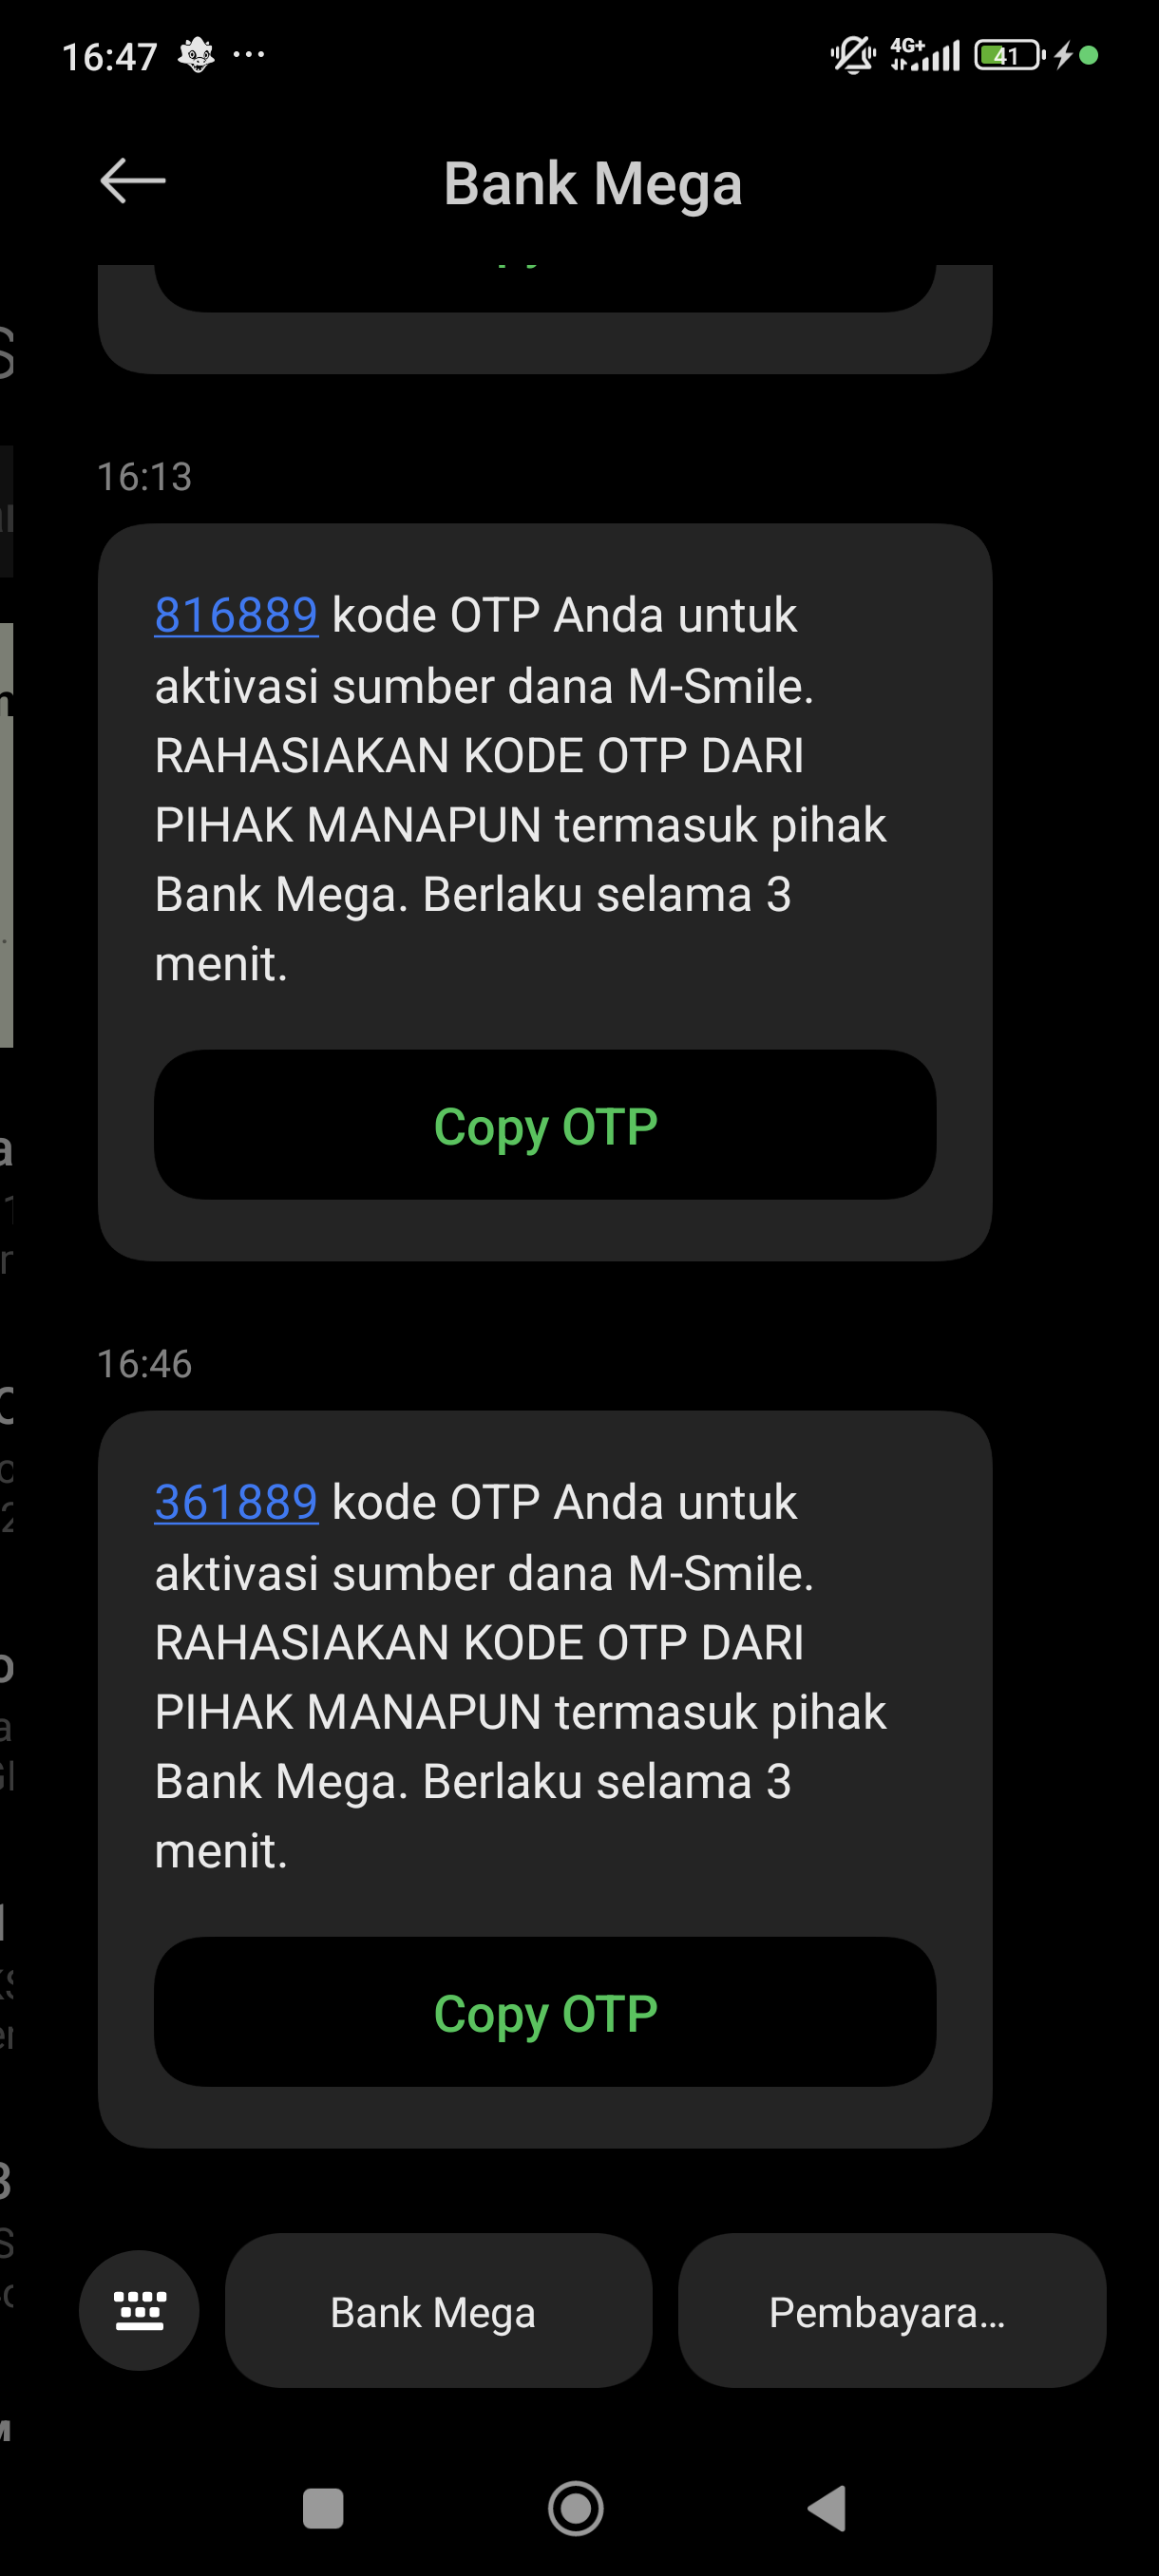 16:47
4G+
41
Bank Mega
16:13
816889 kode OTP Anda untuk
aktivasi sumber dana M-Smile.
RAHASIAKAN KODE OTP DARI
PIHAK MANAPUN termasuk pihak
Bank Mega. Berlaku selama 3
menit.
Copy OTP
16:46
361889 kode OTP Anda untuk
aktivasi sumber dana M-Smile.
RAHASIAKAN KODE OTP DARI
PIHAK MANAPUN termasuk pihak
Bank Mega. Berlaku selama 3
menit.
Copy OTP
Bank Mega
Pembayara...